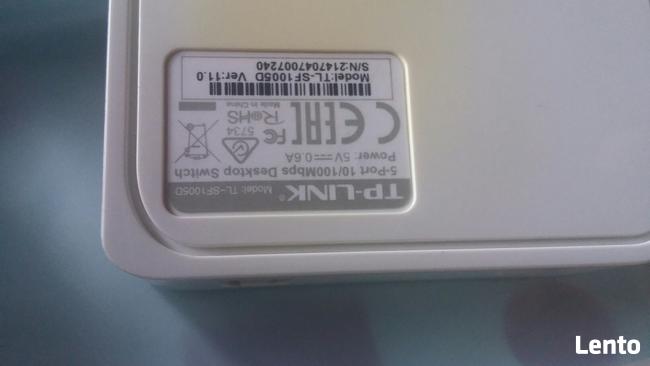 TP-LINK® Model: TL-SF1005D
5-Port 10/100Mbps Desktop Switch
Power: 5V⎓0.6A
CE EAC FC 5734
RoHS
Made in China
Model:TL-SF1005D Ver:11.0
S/N:2147047007240
Lento